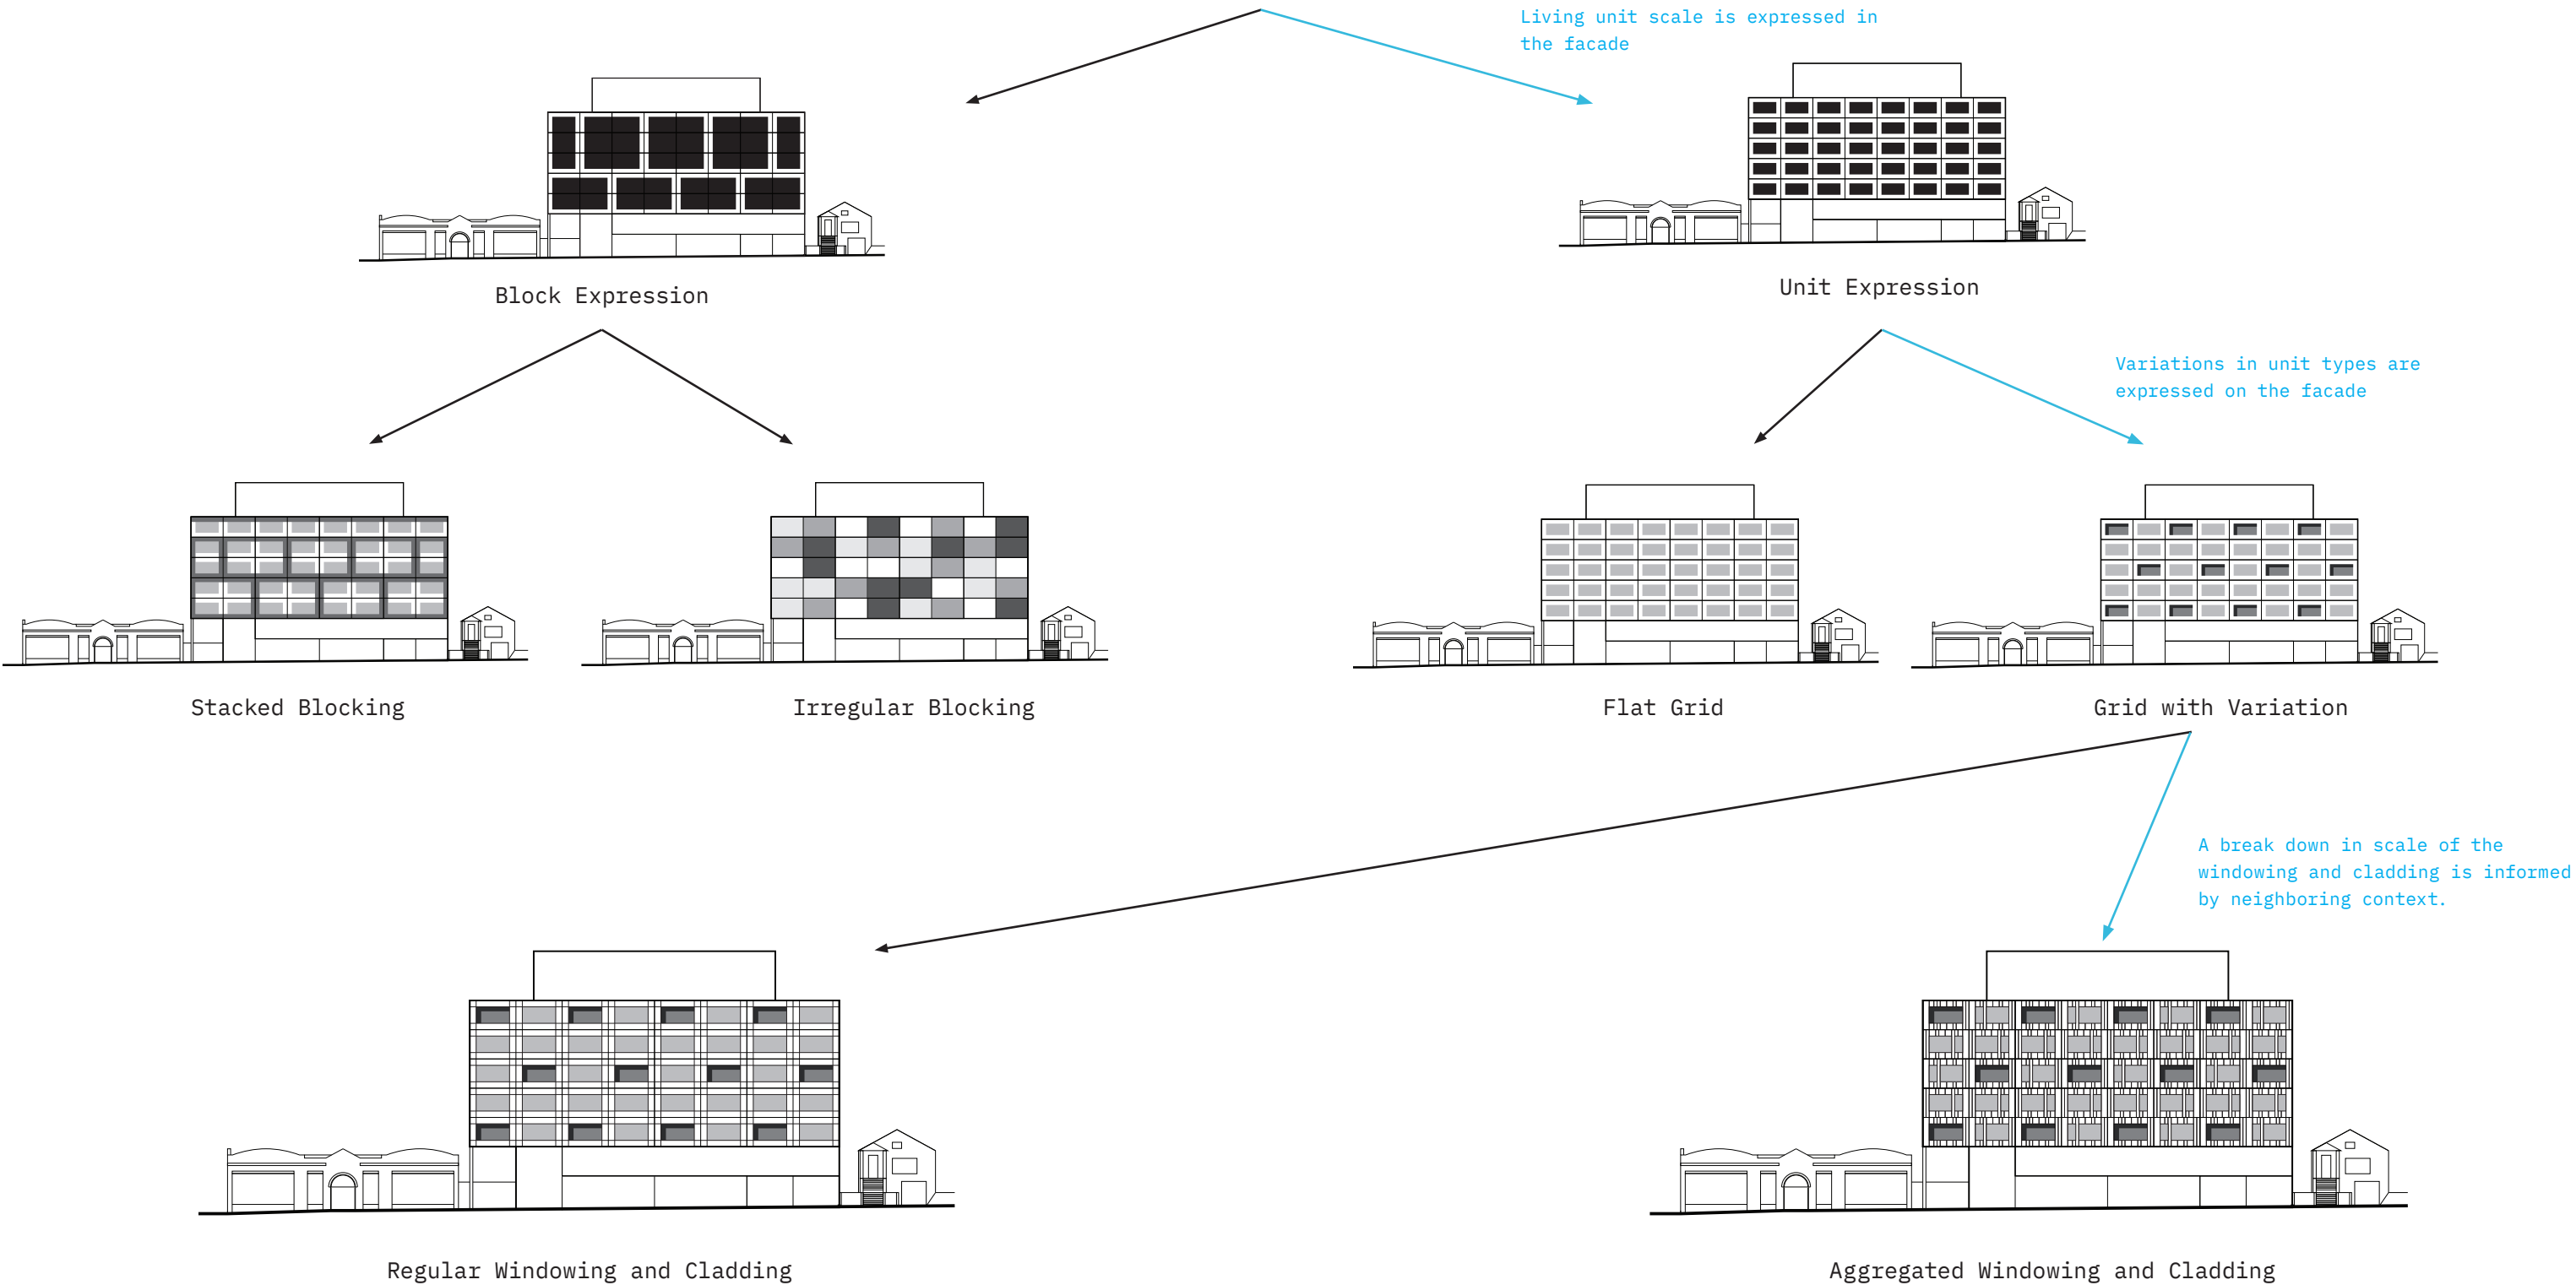 Living unit scale is expressed in
the facade
Block Expression
Unit Expression
Variations in unit types are
expressed on the facade
Stacked Blocking
Irregular Blocking
Flat Grid
Grid with Variation
A break down in scale of the
windowing and cladding is informed
by neighboring context.
Regular Windowing and Cladding
Aggregated Windowing and Cladding